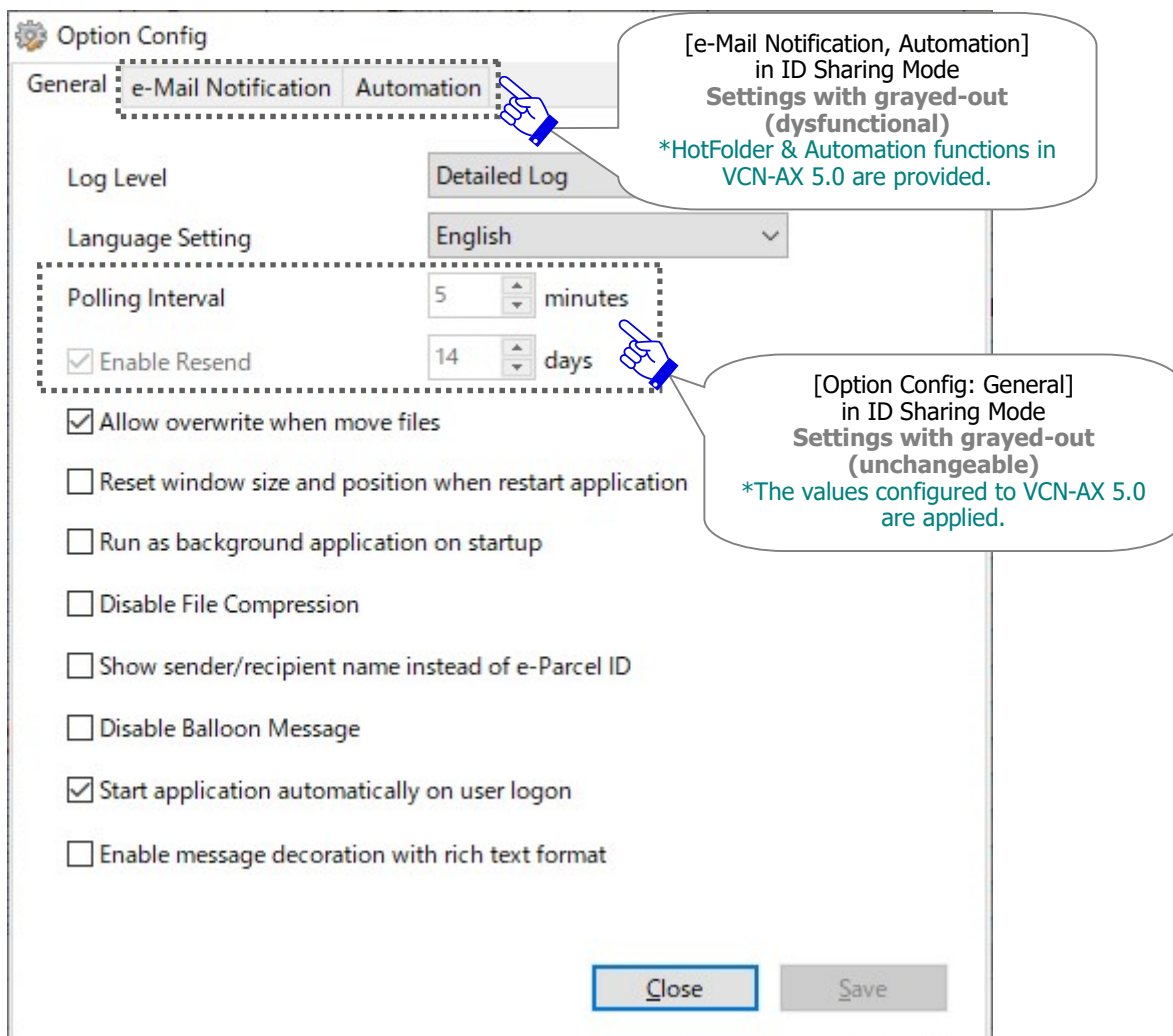 Option Config
General e-Mail Notification Automation
[e-Mail Notification, Automation]
in ID Sharing Mode
Settings with grayed-out
(dysfunctional)
*HotFolder & Automation functions in
VCN-AX 5.0 are provided.
Log Level Detailed Log
Language Setting English
Polling Interval 5 minutes
Enable Resend 14 days
[Option Config: General]
in ID Sharing Mode
Settings with grayed-out
(unchangeable)
*The values configured to VCN-AX 5.0
are applied.
Allow overwrite when move files
Reset window size and position when restart application
Run as background application on startup
Disable File Compression
Show sender/recipient name instead of e-Parcel ID
Disable Balloon Message
Start application automatically on user logon
Enable message decoration with rich text format
Close Save